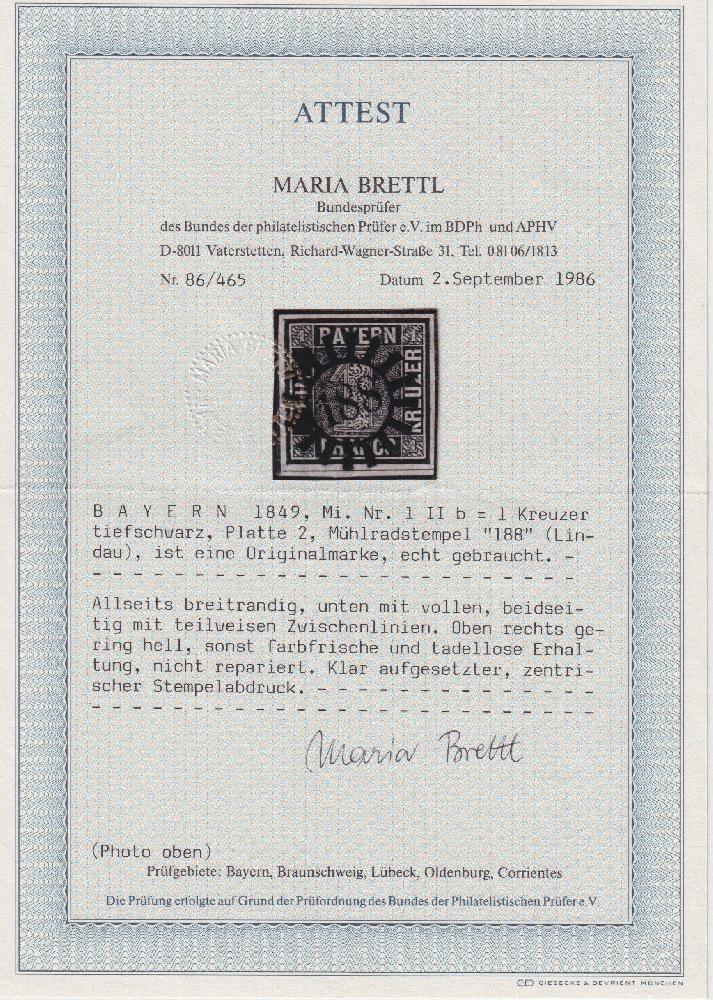 ATTEST
MARIA BRETTL
Bundesprüfer
des Bundes der philatelistischen Prüfer e.V. im BDPh und APHV
D-8011 Vaterstetten, Richard-Wagner-Straße 31, Tel. 08106/1813
Nr. 86/465 Datum 2.September 1986
BAYERN
188
KREUZER
FRANCO
MARIA
B A Y E R N 1849, Mi. Nr. 1 II b = 1 Kreuzer
tiefschwarz, Platte 2, Mühlradstempel "188" (Lin-
dau), ist eine Originalmarke, echt gebraucht. -
- - - - - - - - - - - - - - - - - - - - - - - -
Allseits breitrandig, unten mit vollen, beidsei-
tig mit teilweisen Zwischenlinien. Oben rechts ge-
ring hell, sonst farbfrische und tadellose Erhal-
tung, nicht repariert. Klar aufgesetzter, zentri-
scher Stempelabdruck. - - - - - - - - - - - - -
- - - - - - - - - - - - - - - - - - - - - - - - -
Maria Brettl
(Photo oben)
Prüfgebiete: Bayern, Braunschweig, Lübeck, Oldenburg, Corrientes
Die Prüfung erfolgte auf Grund der Prüfordnung des Bundes der Philatelistischen Prüfer e.V.
GIESECKE & DEVRIENT MÜNCHEN